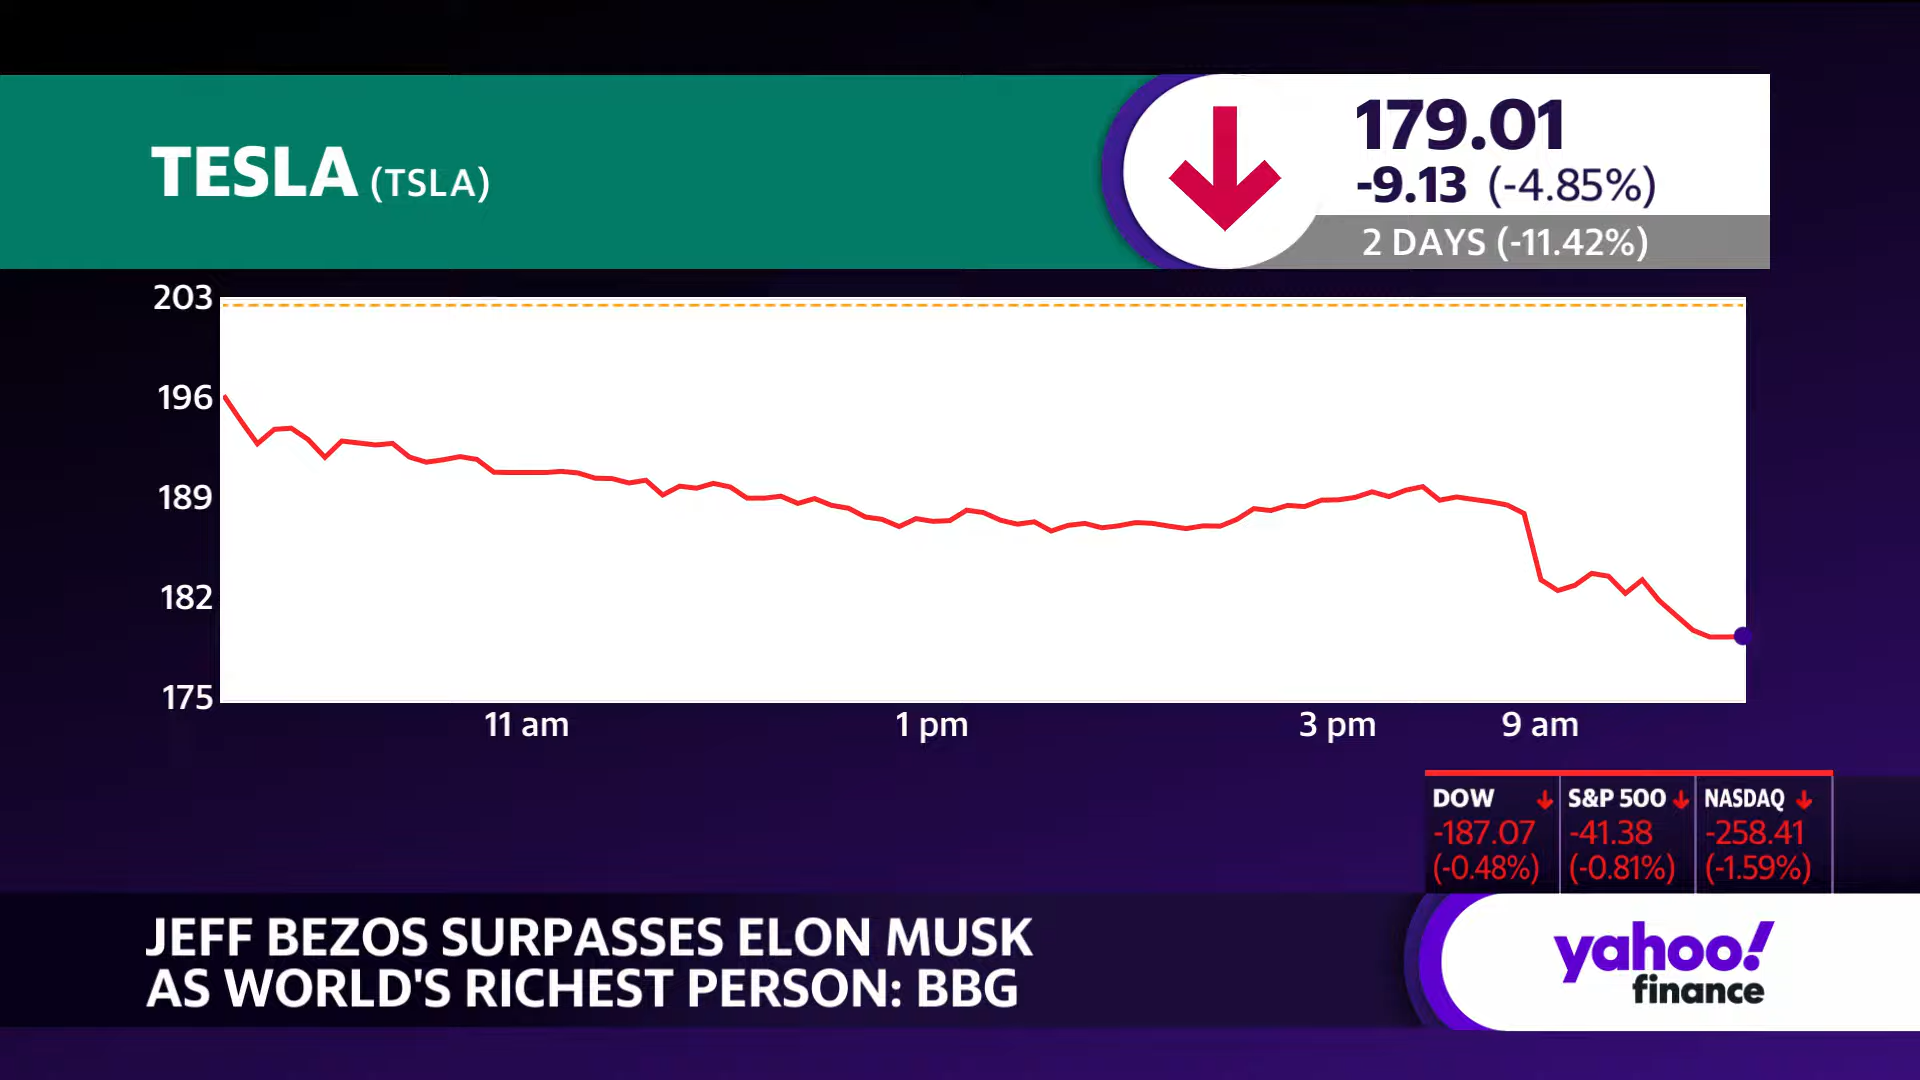 TESLA (TSLA)
179.01
-9.13 (-4.85%)
2 DAYS (-11.42%)
203
196
189
182
175
11 am 1 pm 3 pm 9 am
DOW S&P 500 NASDAQ
-187.07 -41.38 -258.41
(-0.48%) (-0.81%) (-1.59%)
JEFF BEZOS SURPASSES ELON MUSK
AS WORLD'S RICHEST PERSON: BBG
yahoo!
finance